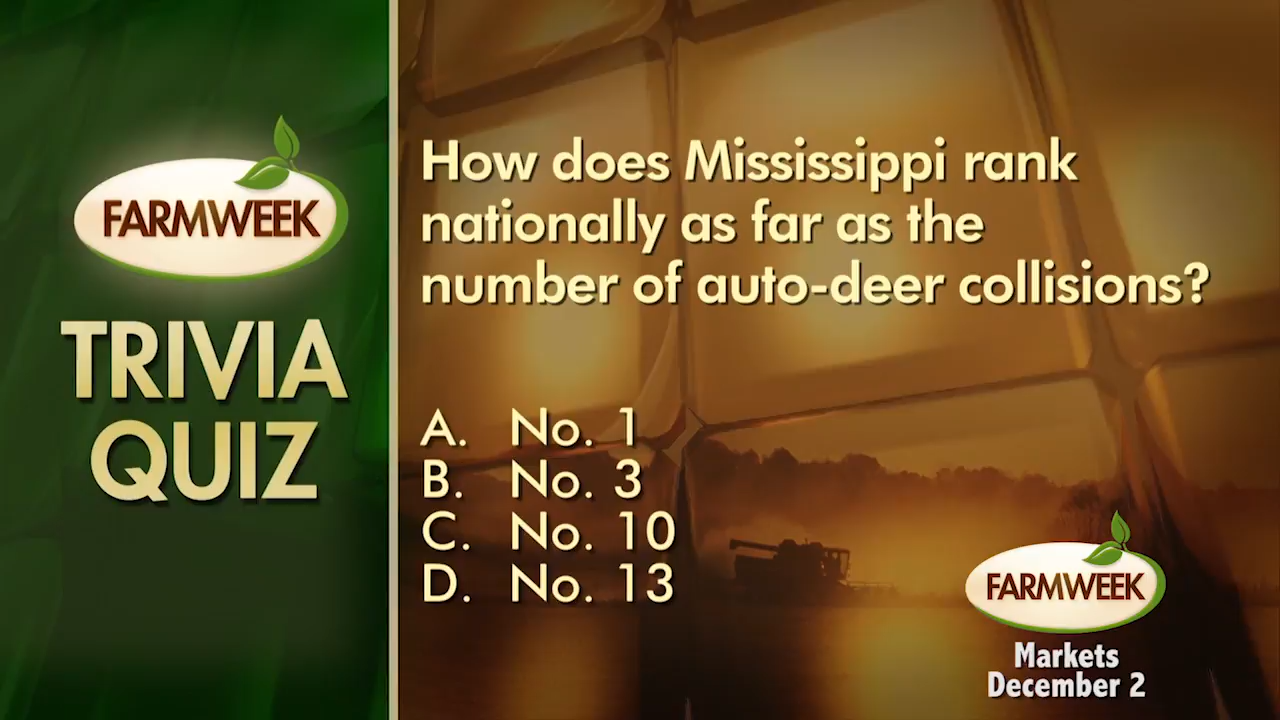 FARMWEEK
TRIVIA
QUIZ
How does Mississippi rank
nationally as far as the
number of auto-deer collisions?
A. No. 1
B. No. 3
C. No. 10
D. No. 13
FARMWEEK
Markets
December 2